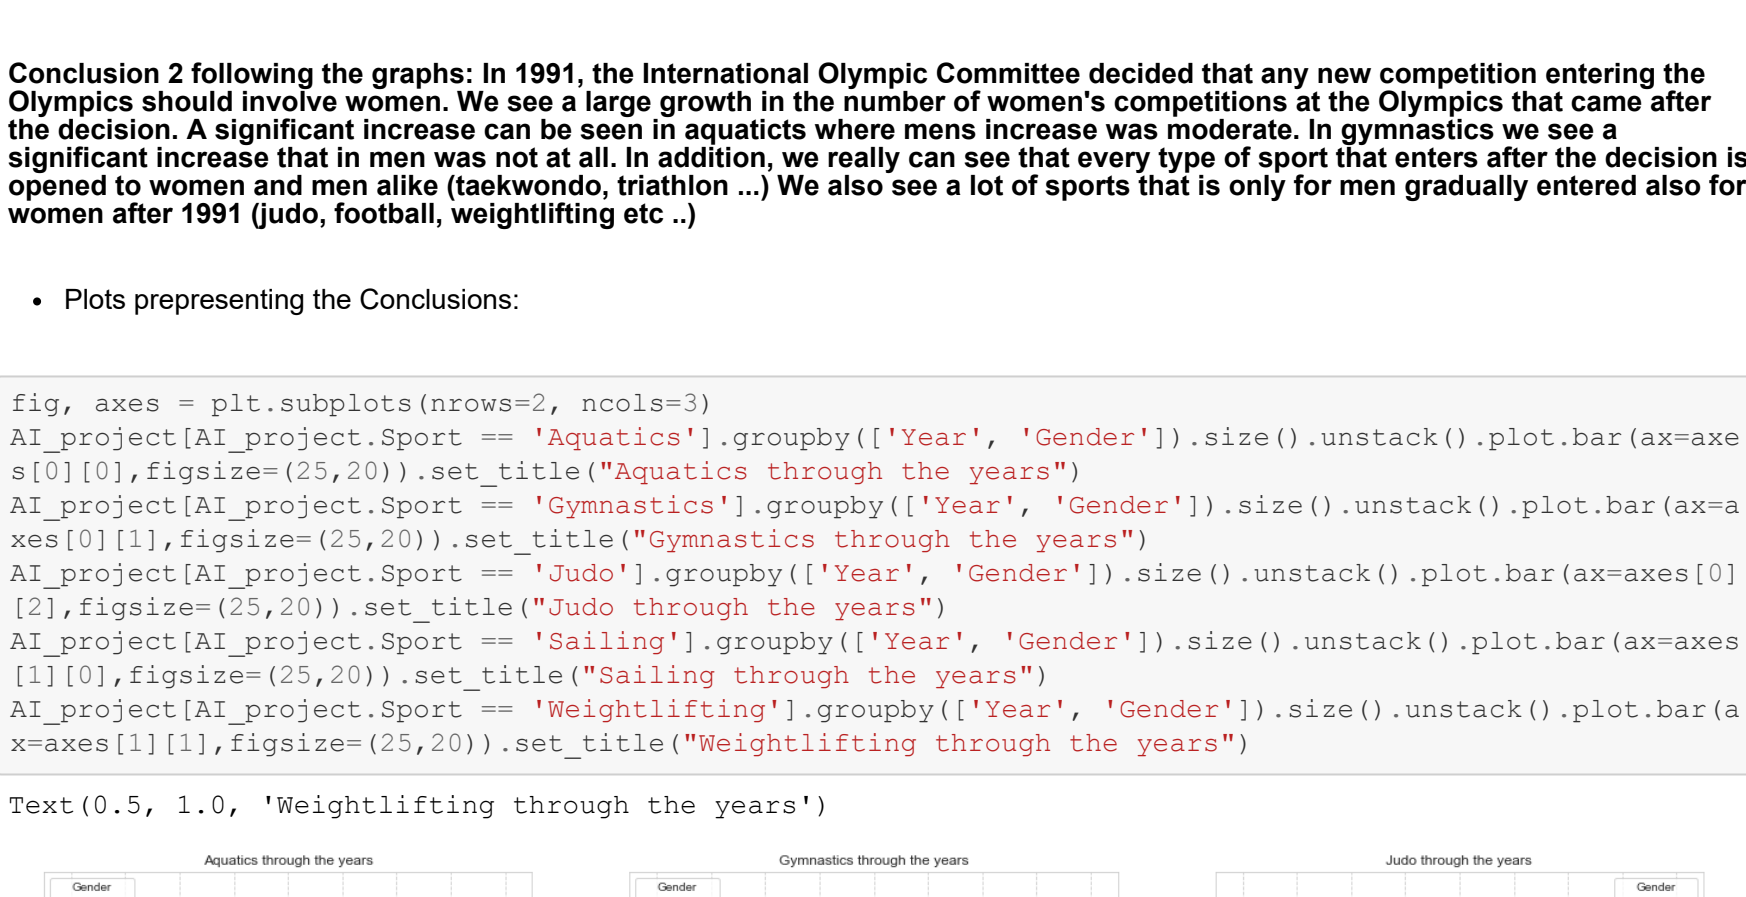 Conclusion 2 following the graphs: In 1991, the International Olympic Committee decided that any new competition entering the
Olympics should involve women. We see a large growth in the number of women's competitions at the Olympics that came after
the decision. A significant increase can be seen in aquaticts where mens increase was moderate. In gymnastics we see a
significant increase that in men was not at all. In addition, we really can see that every type of sport that enters after the decision is
opened to women and men alike (taekwondo, triathlon ...) We also see a lot of sports that is only for men gradually entered also for
women after 1991 (judo, football, weightlifting etc ..)
• Plots prepresenting the Conclusions:
fig, axes = plt.subplots(nrows=2, ncols=3)
AI_project[AI_project.Sport == 'Aquatics'].groupby(['Year', 'Gender']).size().unstack().plot.bar(ax=axe
s[0][0],figsize=(25,20)).set_title("Aquatics through the years")
AI_project[AI_project.Sport == 'Gymnastics'].groupby(['Year', 'Gender']).size().unstack().plot.bar(ax=a
xes[0][1],figsize=(25,20)).set_title("Gymnastics through the years")
AI_project[AI_project.Sport == 'Judo'].groupby(['Year', 'Gender']).size().unstack().plot.bar(ax=axes[0]
[2],figsize=(25,20)).set_title("Judo through the years")
AI_project[AI_project.Sport == 'Sailing'].groupby(['Year', 'Gender']).size().unstack().plot.bar(ax=axes
[1][0],figsize=(25,20)).set_title("Sailing through the years")
AI_project[AI_project.Sport == 'Weightlifting'].groupby(['Year', 'Gender']).size().unstack().plot.bar(a
x=axes[1][1],figsize=(25,20)).set_title("Weightlifting through the years")
Text(0.5, 1.0, 'Weightlifting through the years')
Aquatics through the years
Gymnastics through the years
Judo through the years
Gender
Gender
Gender